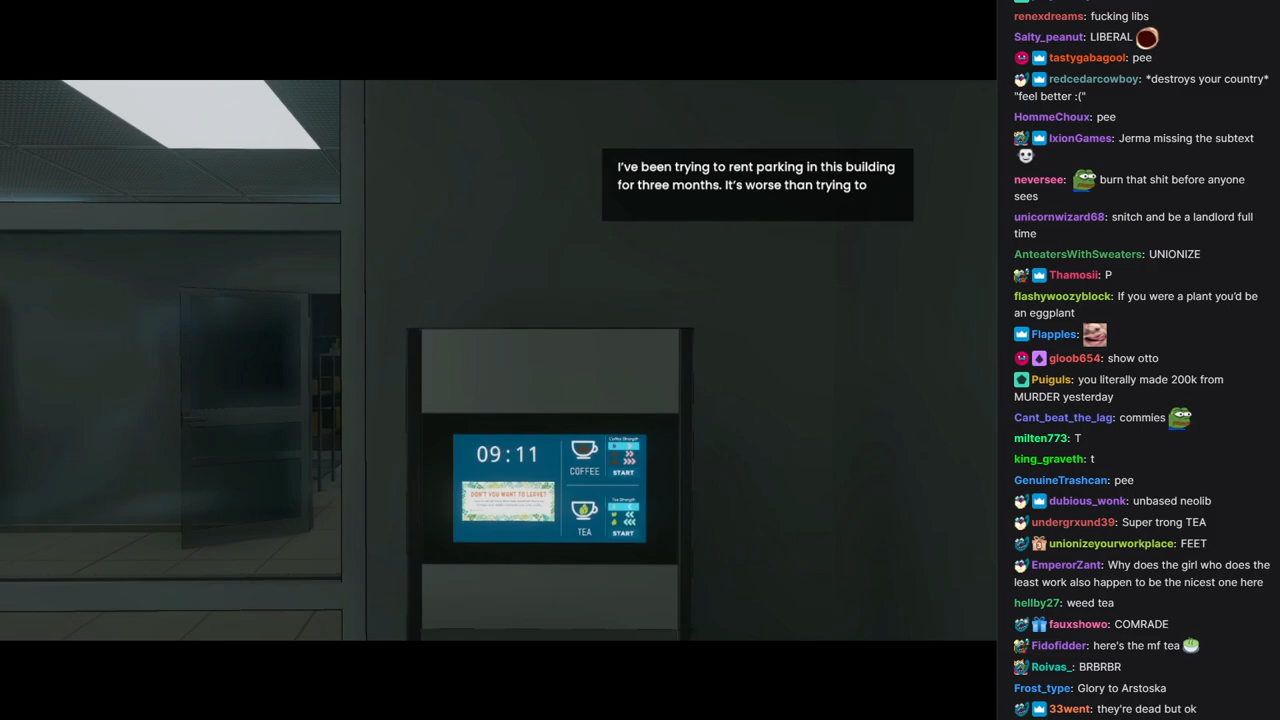 I've been trying to rent parking in this building
for three months. It's worse than trying to
09:11
COFFEE
Coffee Strength
START
DON'T YOU WANT TO LEAVE?
TEA
Tea Strength
START
renexdreams: fucking libs
Salty_peanut: LIBERAL
tastygabagool: pee
redcedarcowboy: *destroys your country*
"feel better :("
HommeChoux: pee
IxionGames: Jerma missing the subtext
neversee: burn that shit before anyone
sees
unicornwizard68: snitch and be a landlord full
time
AnteatersWithSweaters: UNIONIZE
Thamosii: P
flashywoozyblock: If you were a plant you'd be
an eggplant
Flapples:
gloob654: show otto
Puiguls: you literally made 200k from
MURDER yesterday
Cant_beat_the_lag: commies
milten773: T
king_graveth: t
GenuineTrashcan: pee
dubious_wonk: unbased neolib
undergrxund39: Super trong TEA
unionizeyourworkplace: FEET
EmperorZant: Why does the girl who does the
least work also happen to be the nicest one here
hellby27: weed tea
fauxshowo: COMRADE
Fidofidder: here's the mf tea
Roivas_: BRBRBR
Frost_type: Glory to Arstoska
33went: they're dead but ok